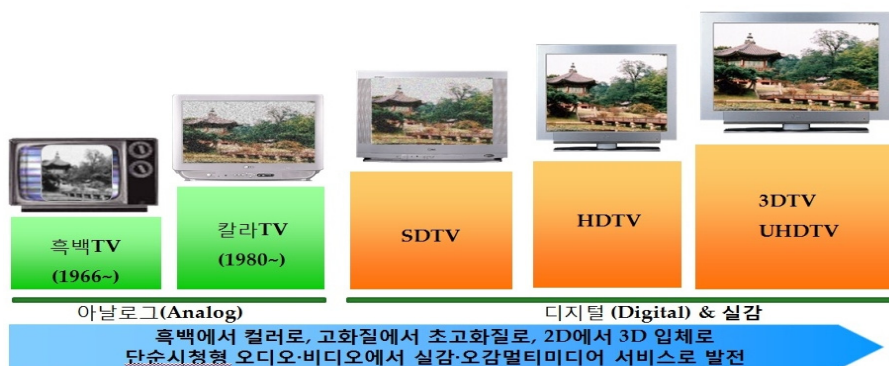 흑백TV
(1966~)
칼라TV
(1980~)
SDTV
HDTV
3DTV
UHDTV
아날로그(Analog)
디지털 (Digital) & 실감
흑백에서 컬러로, 고화질에서 초고화질로, 2D에서 3D 입체로
단순시청형 오디오·비디오에서 실감·오감멀티미디어 서비스로 발전